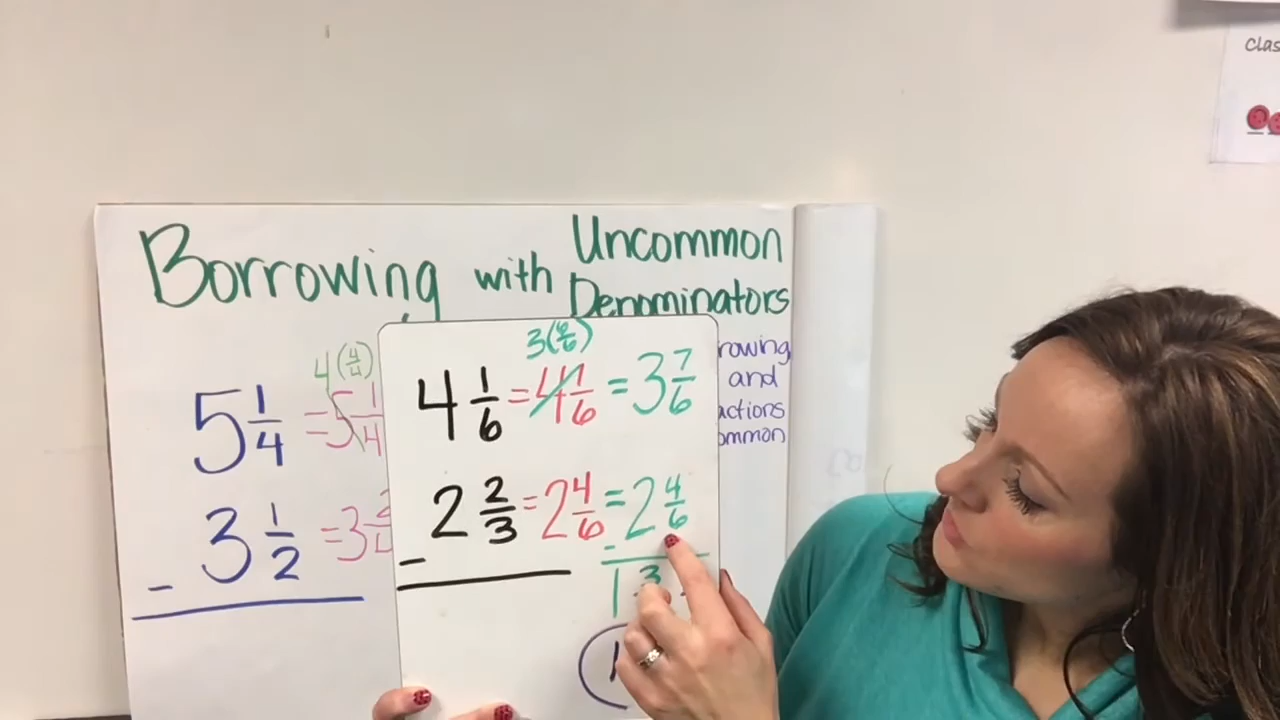 Clas
Borrowing with Uncommon
Denominators
rowing
and
actions
ommon
5 1/4 = 5 1/4
4(4/4)
- 3 1/2 = 3
3(6/6)
4 1/6 = 4 1/6 = 3 7/6
- 2 2/3 = 2 4/6 = 2 4/6
1 3